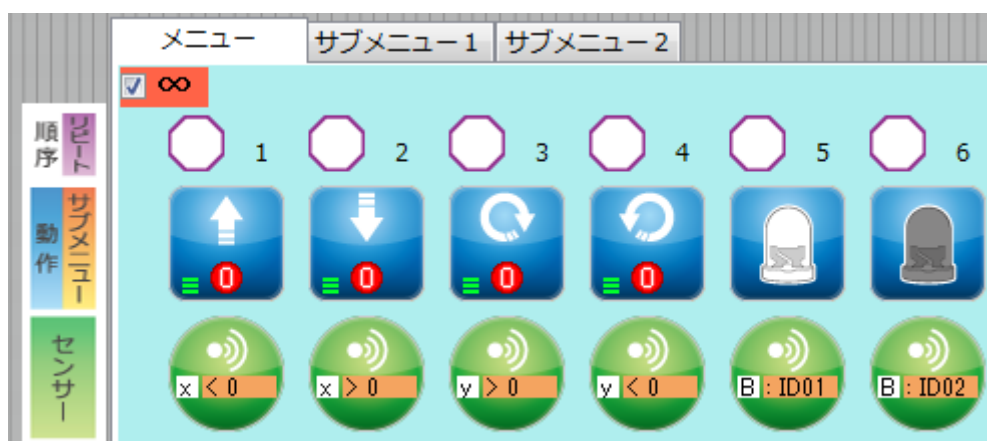 メニュー サブメニュー1 サブメニュー2
∞
順序 リピート
1 2 3 4 5 6
動作 サブメニュー
0 0 0 0
センサー
x < 0 x > 0 y > 0 y < 0 B : ID01 B : ID02